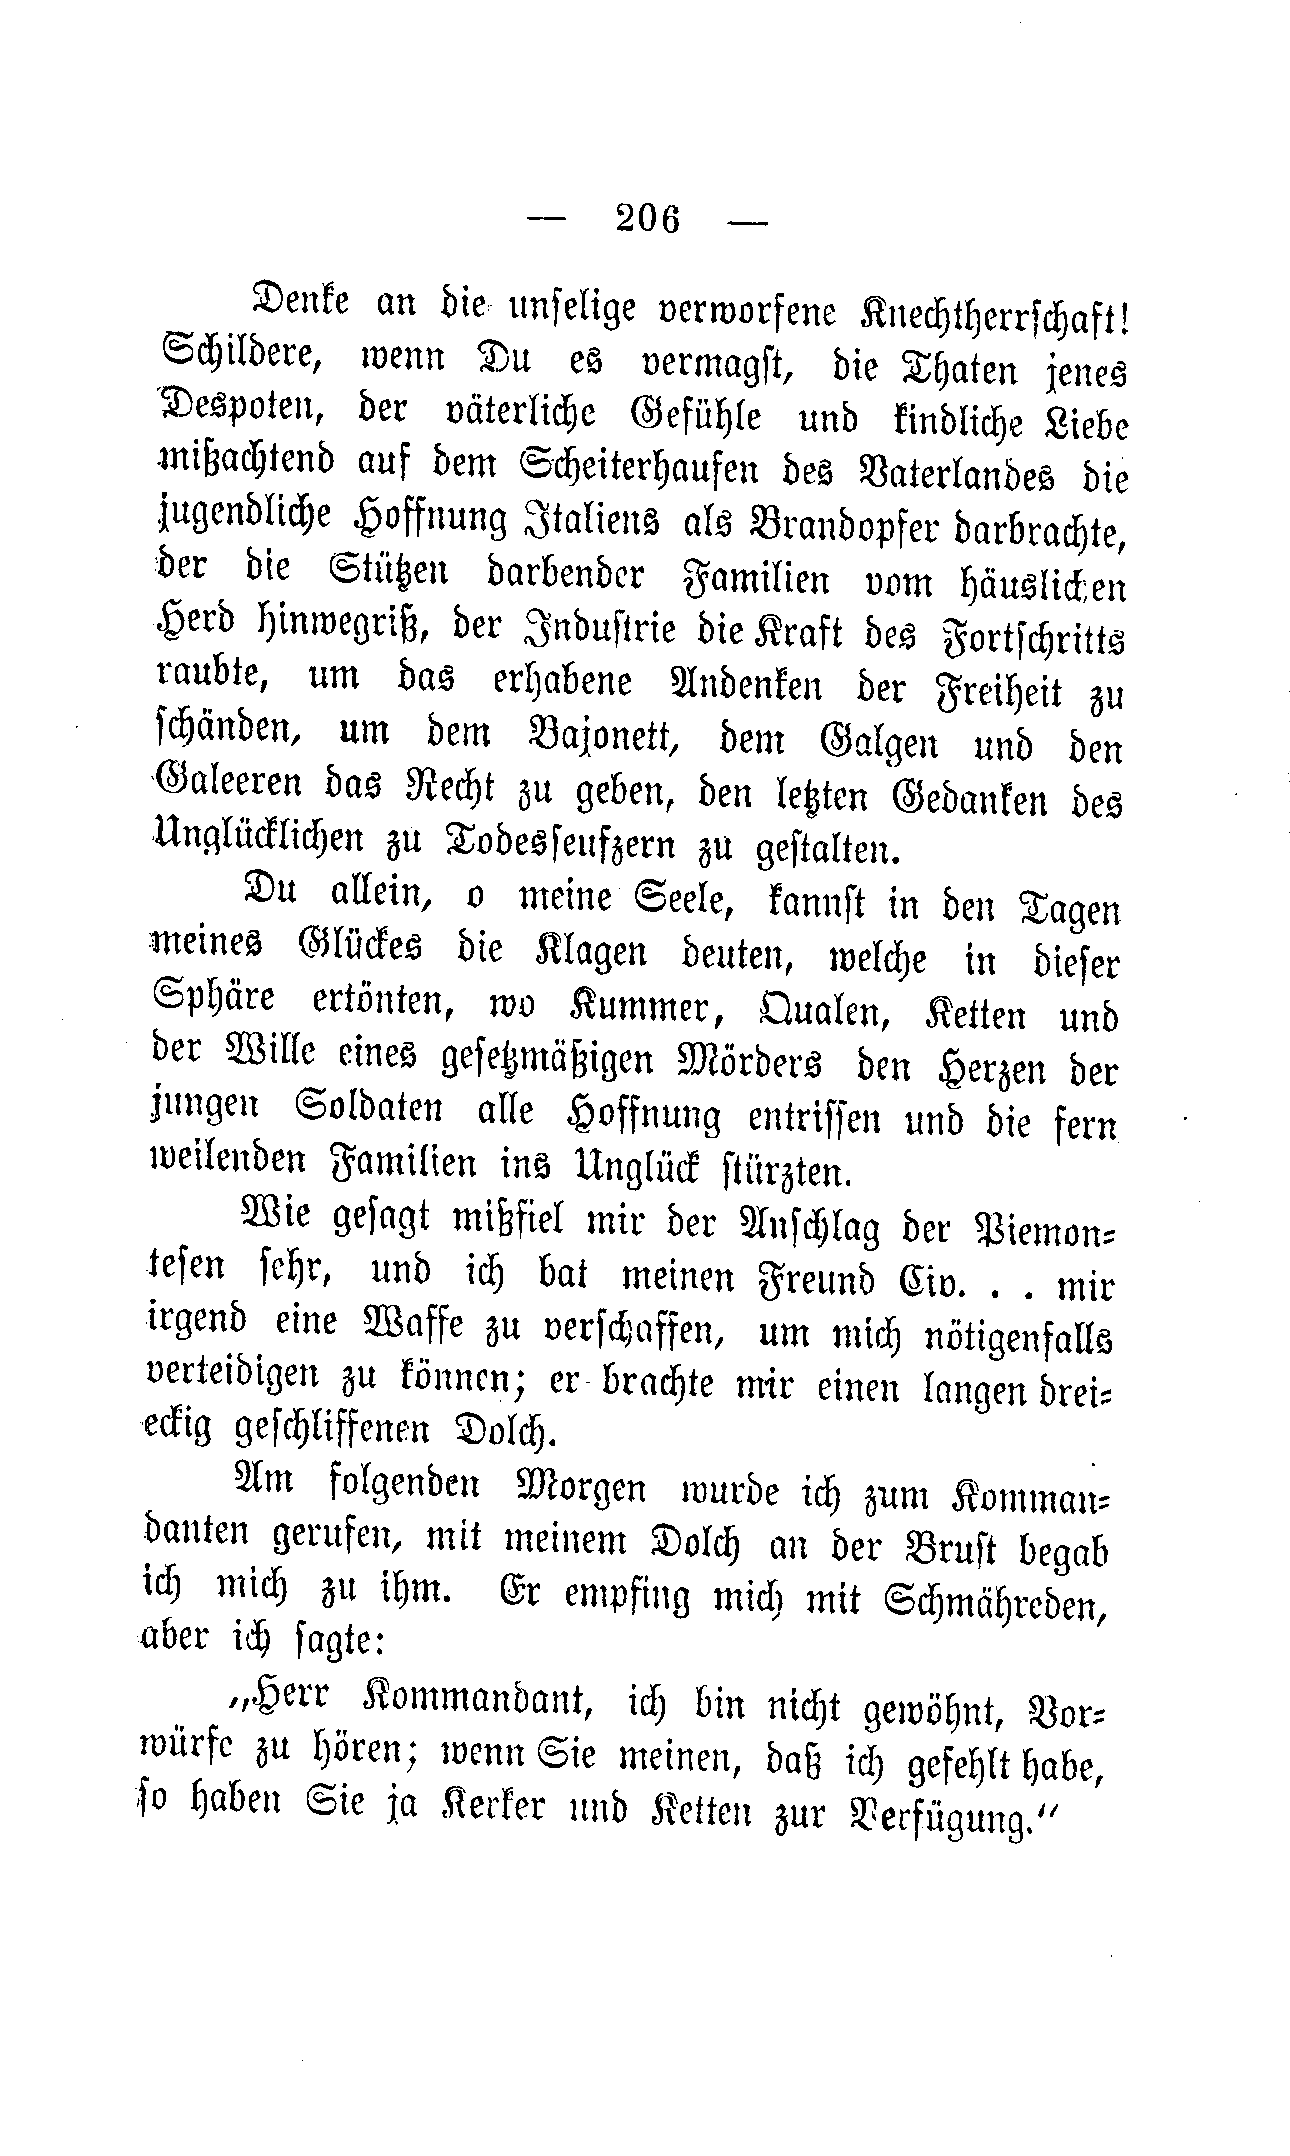 — 206 —
Denke an die unselige verworfene Knechtherrschaft!
Schildere, wenn Du es vermagst, die Thaten jenes
Despoten, der väterliche Gefühle und kindliche Liebe
mißachtend auf dem Scheiterhaufen des Vaterlandes die
jugendliche Hoffnung Italiens als Brandopfer darbrachte,
der die Stützen darbender Familien vom häuslichen
Herd hinwegriß, der Industrie die Kraft des Fortschritts
raubte, um das erhabene Andenken der Freiheit zu
schänden, um dem Bajonett, dem Galgen und den
Galeeren das Recht zu geben, den letzten Gedanken des
Unglücklichen zu Todesseufzern zu gestalten.
Du allein, o meine Seele, kannst in den Tagen
meines Glückes die Klagen deuten, welche in dieser
Sphäre ertönten, wo Kummer, Qualen, Ketten und
der Wille eines gesetzmäßigen Mörders den Herzen der
jungen Soldaten alle Hoffnung entrissen und die fern
weilenden Familien ins Unglück stürzten.
Wie gesagt mißfiel mir der Anschlag der Piemon-
tesen sehr, und ich bat meinen Freund Civ. . . mir
irgend eine Waffe zu verschaffen, um mich nötigenfalls
verteidigen zu können; er brachte mir einen langen drei-
eckig geschliffenen Dolch.
Am folgenden Morgen wurde ich zum Komman-
danten gerufen, mit meinem Dolch an der Brust begab
ich mich zu ihm. Er empfing mich mit Schmähreden,
aber ich sagte:
„Herr Kommandant, ich bin nicht gewöhnt, Vor-
würfe zu hören; wenn Sie meinen, daß ich gefehlt habe,
so haben Sie ja Kerker und Ketten zur Verfügung.“